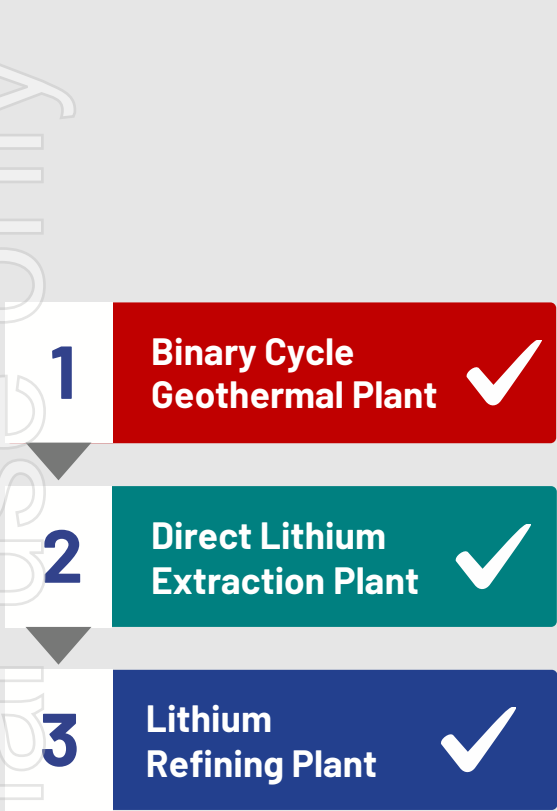 1
Binary Cycle
Geothermal Plant
2
Direct Lithium
Extraction Plant
3
Lithium
Refining Plant